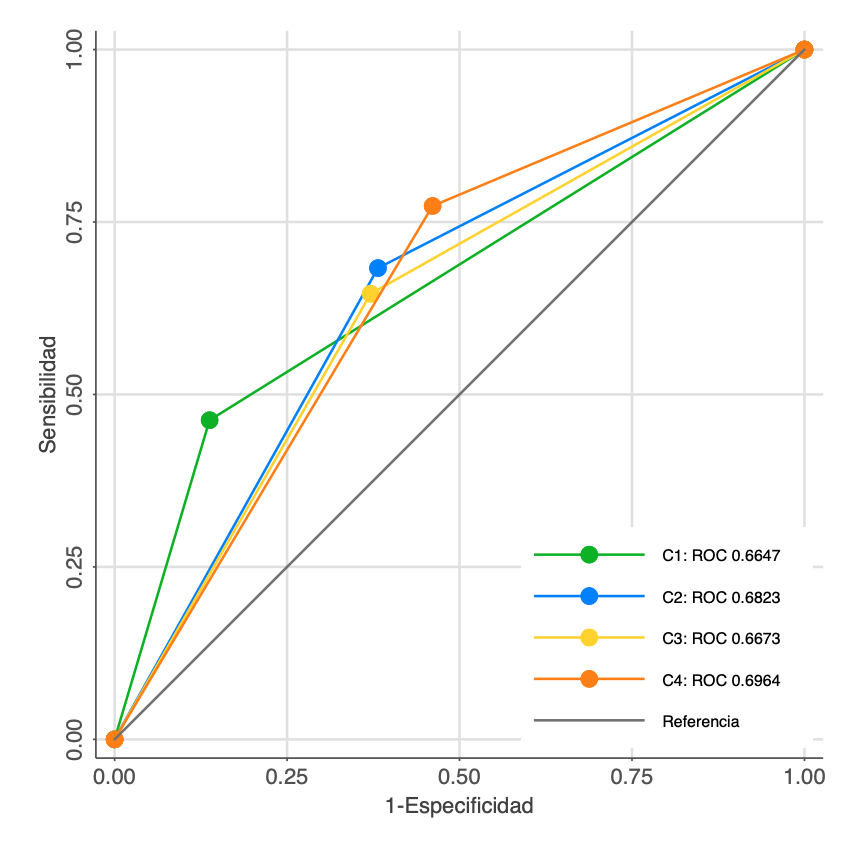 1.00
0.75
0.50
0.25
0.00
Sensibilidad
C1: ROC 0.6647
C2: ROC 0.6823
C3: ROC 0.6673
C4: ROC 0.6964
Referencia
0.00 0.25 0.50 0.75 1.00
1-Especificidad